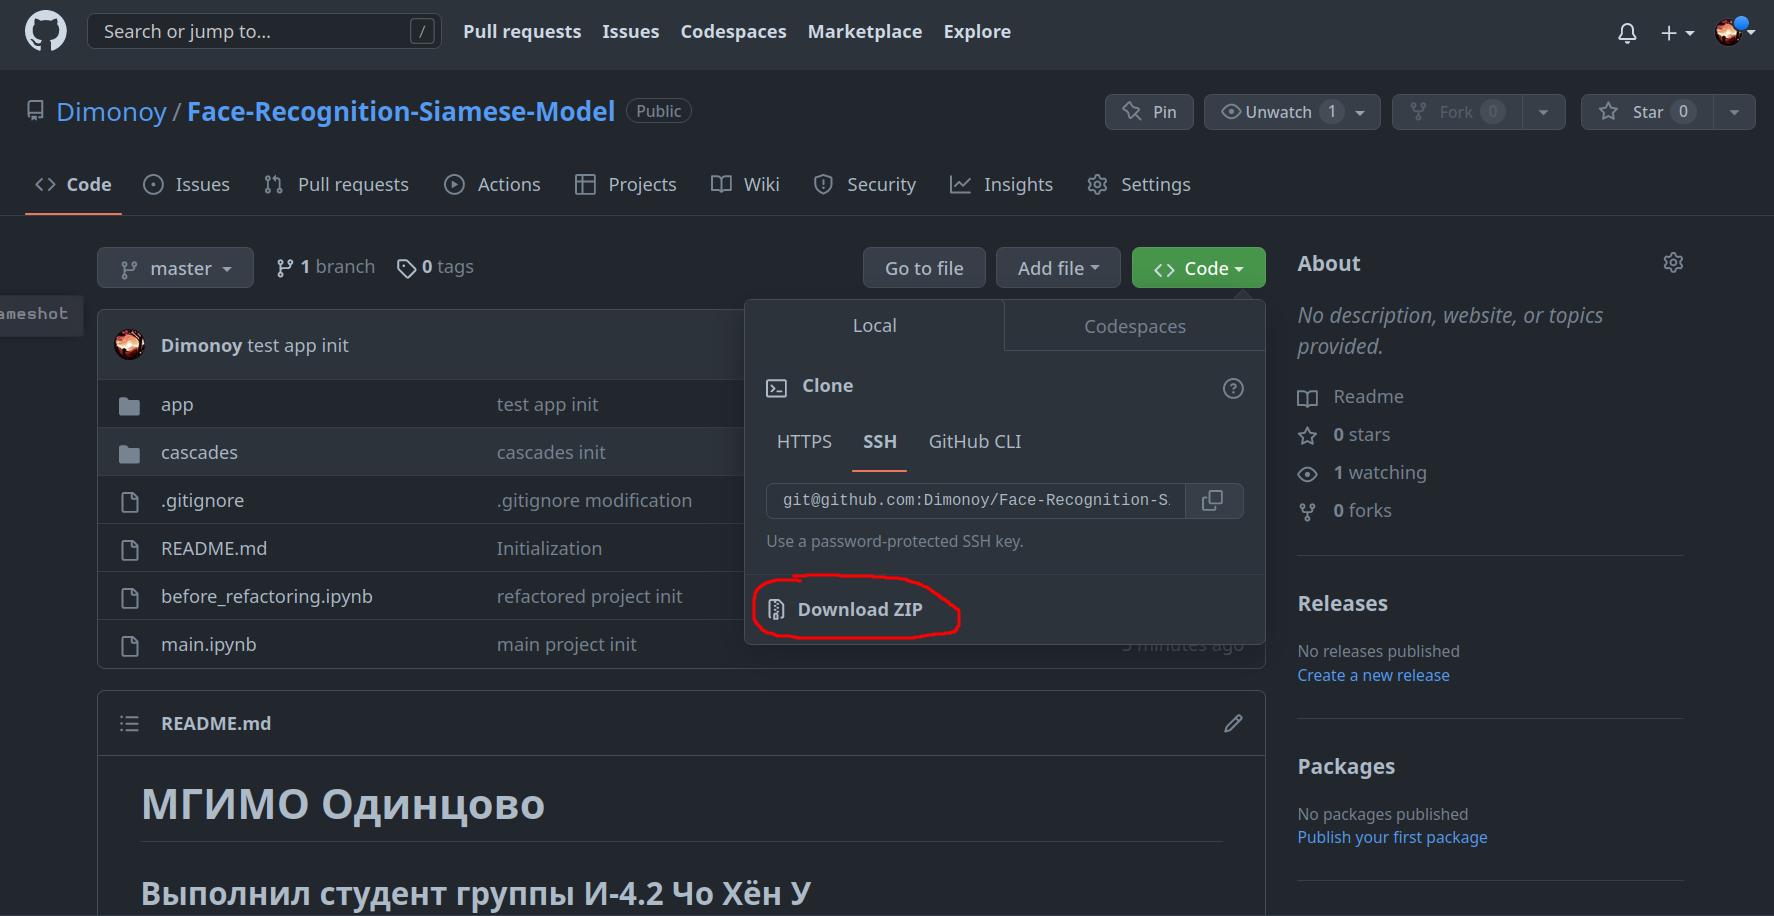 Search or jump to... /
Pull requests Issues Codespaces Marketplace Explore
Dimonoy / Face-Recognition-Siamese-Model Public
Pin Unwatch 1 Fork 0 Star 0
Code Issues Pull requests Actions Projects Wiki Security Insights Settings
master 1 branch 0 tags
Go to file Add file Code
ameshot
Dimonoy test app init
app test app init
cascades cascades init
.gitignore .gitignore modification
README.md Initialization
before_refactoring.ipynb refactored project init
main.ipynb main project init
minutes ago
Local Codespaces
Clone
HTTPS SSH GitHub CLI
git@github.com:Dimonoy/Face-Recognition-S
Use a password-protected SSH key.
Download ZIP
README.md
МГИМО Одинцово
Выполнил студент группы И-4.2 Чо Хён У
About
No description, website, or topics
provided.
Readme
0 stars
1 watching
0 forks
Releases
No releases published
Create a new release
Packages
No packages published
Publish your first package